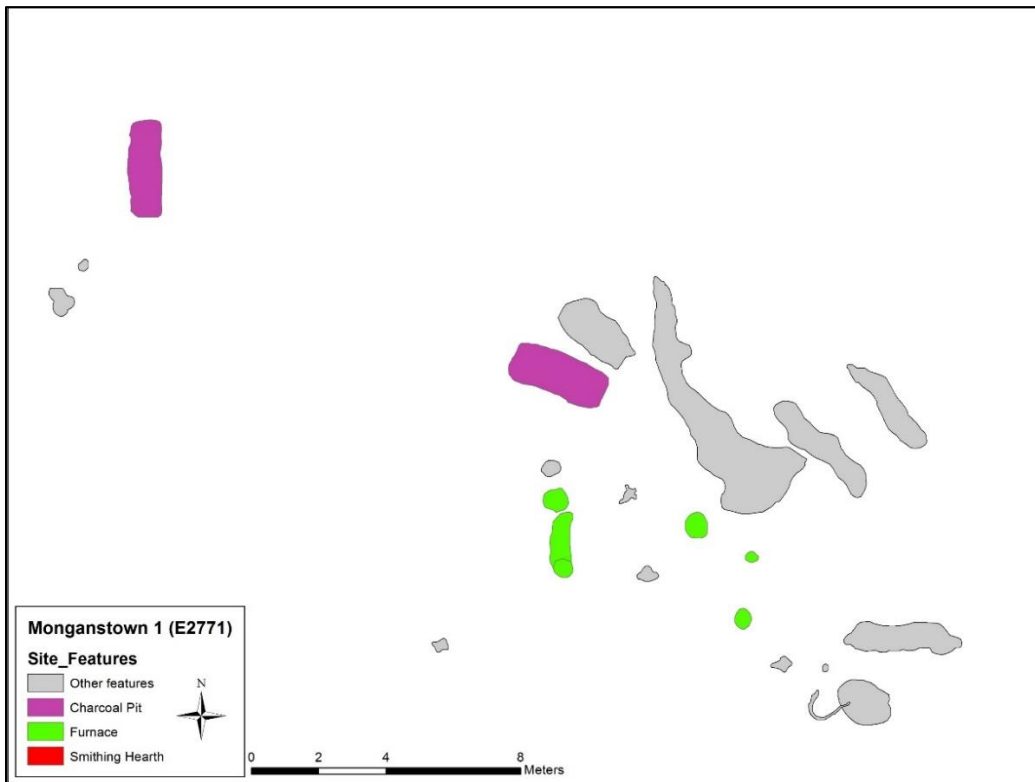 Monganstown 1 (E2771)
Site_Features
Other features
Charcoal Pit
Furnace
Smithing Hearth
N
0 2 4 8
Meters